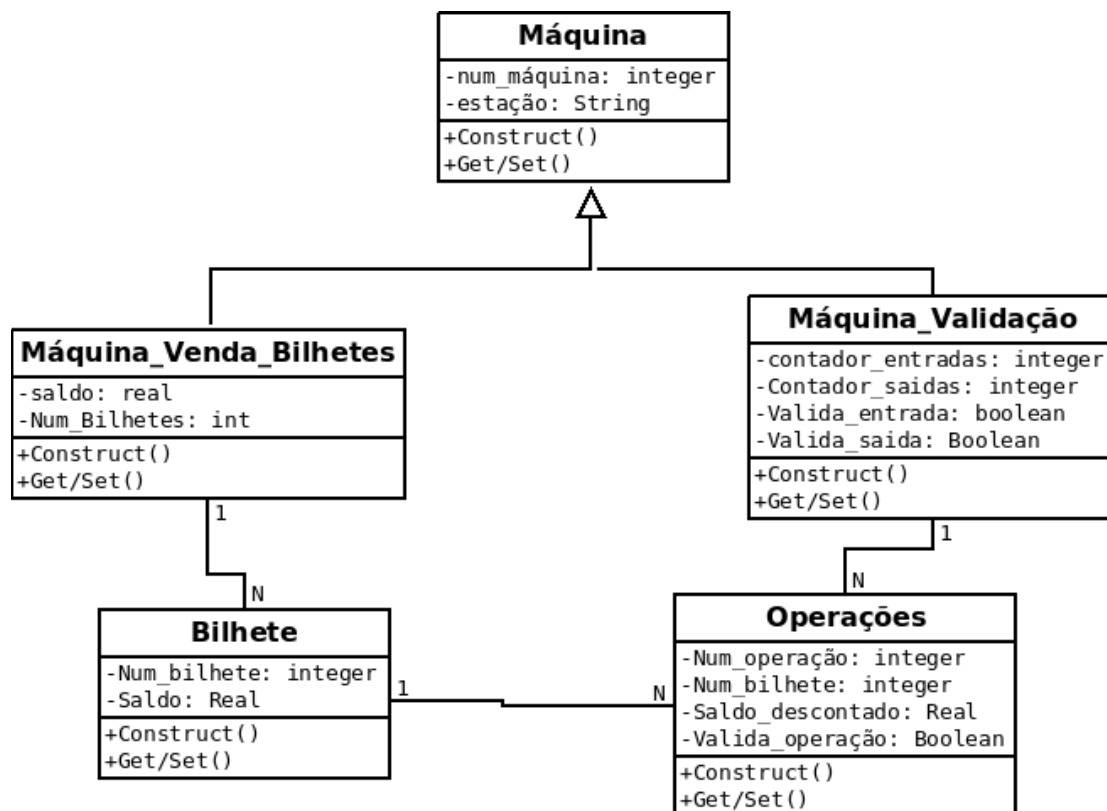 Máquina
-num_máquina: integer
-estação: String
+Construct()
+Get/Set()
Máquina_Venda_Bilhetes
-saldo: real
-Num_Bilhetes: int
+Construct()
+Get/Set()
Máquina_Validação
-contador_entradas: integer
-Contador_saidas: integer
-Valida_entrada: boolean
-Valida_saida: Boolean
+Construct()
+Get/Set()
1
N
1
N
Bilhete
-Num_bilhete: integer
-Saldo: Real
+Construct()
+Get/Set()
1
N
Operações
-Num_operação: integer
-Num_bilhete: integer
-Saldo_descontado: Real
-Valida_operação: Boolean
+Construct()
+Get/Set()